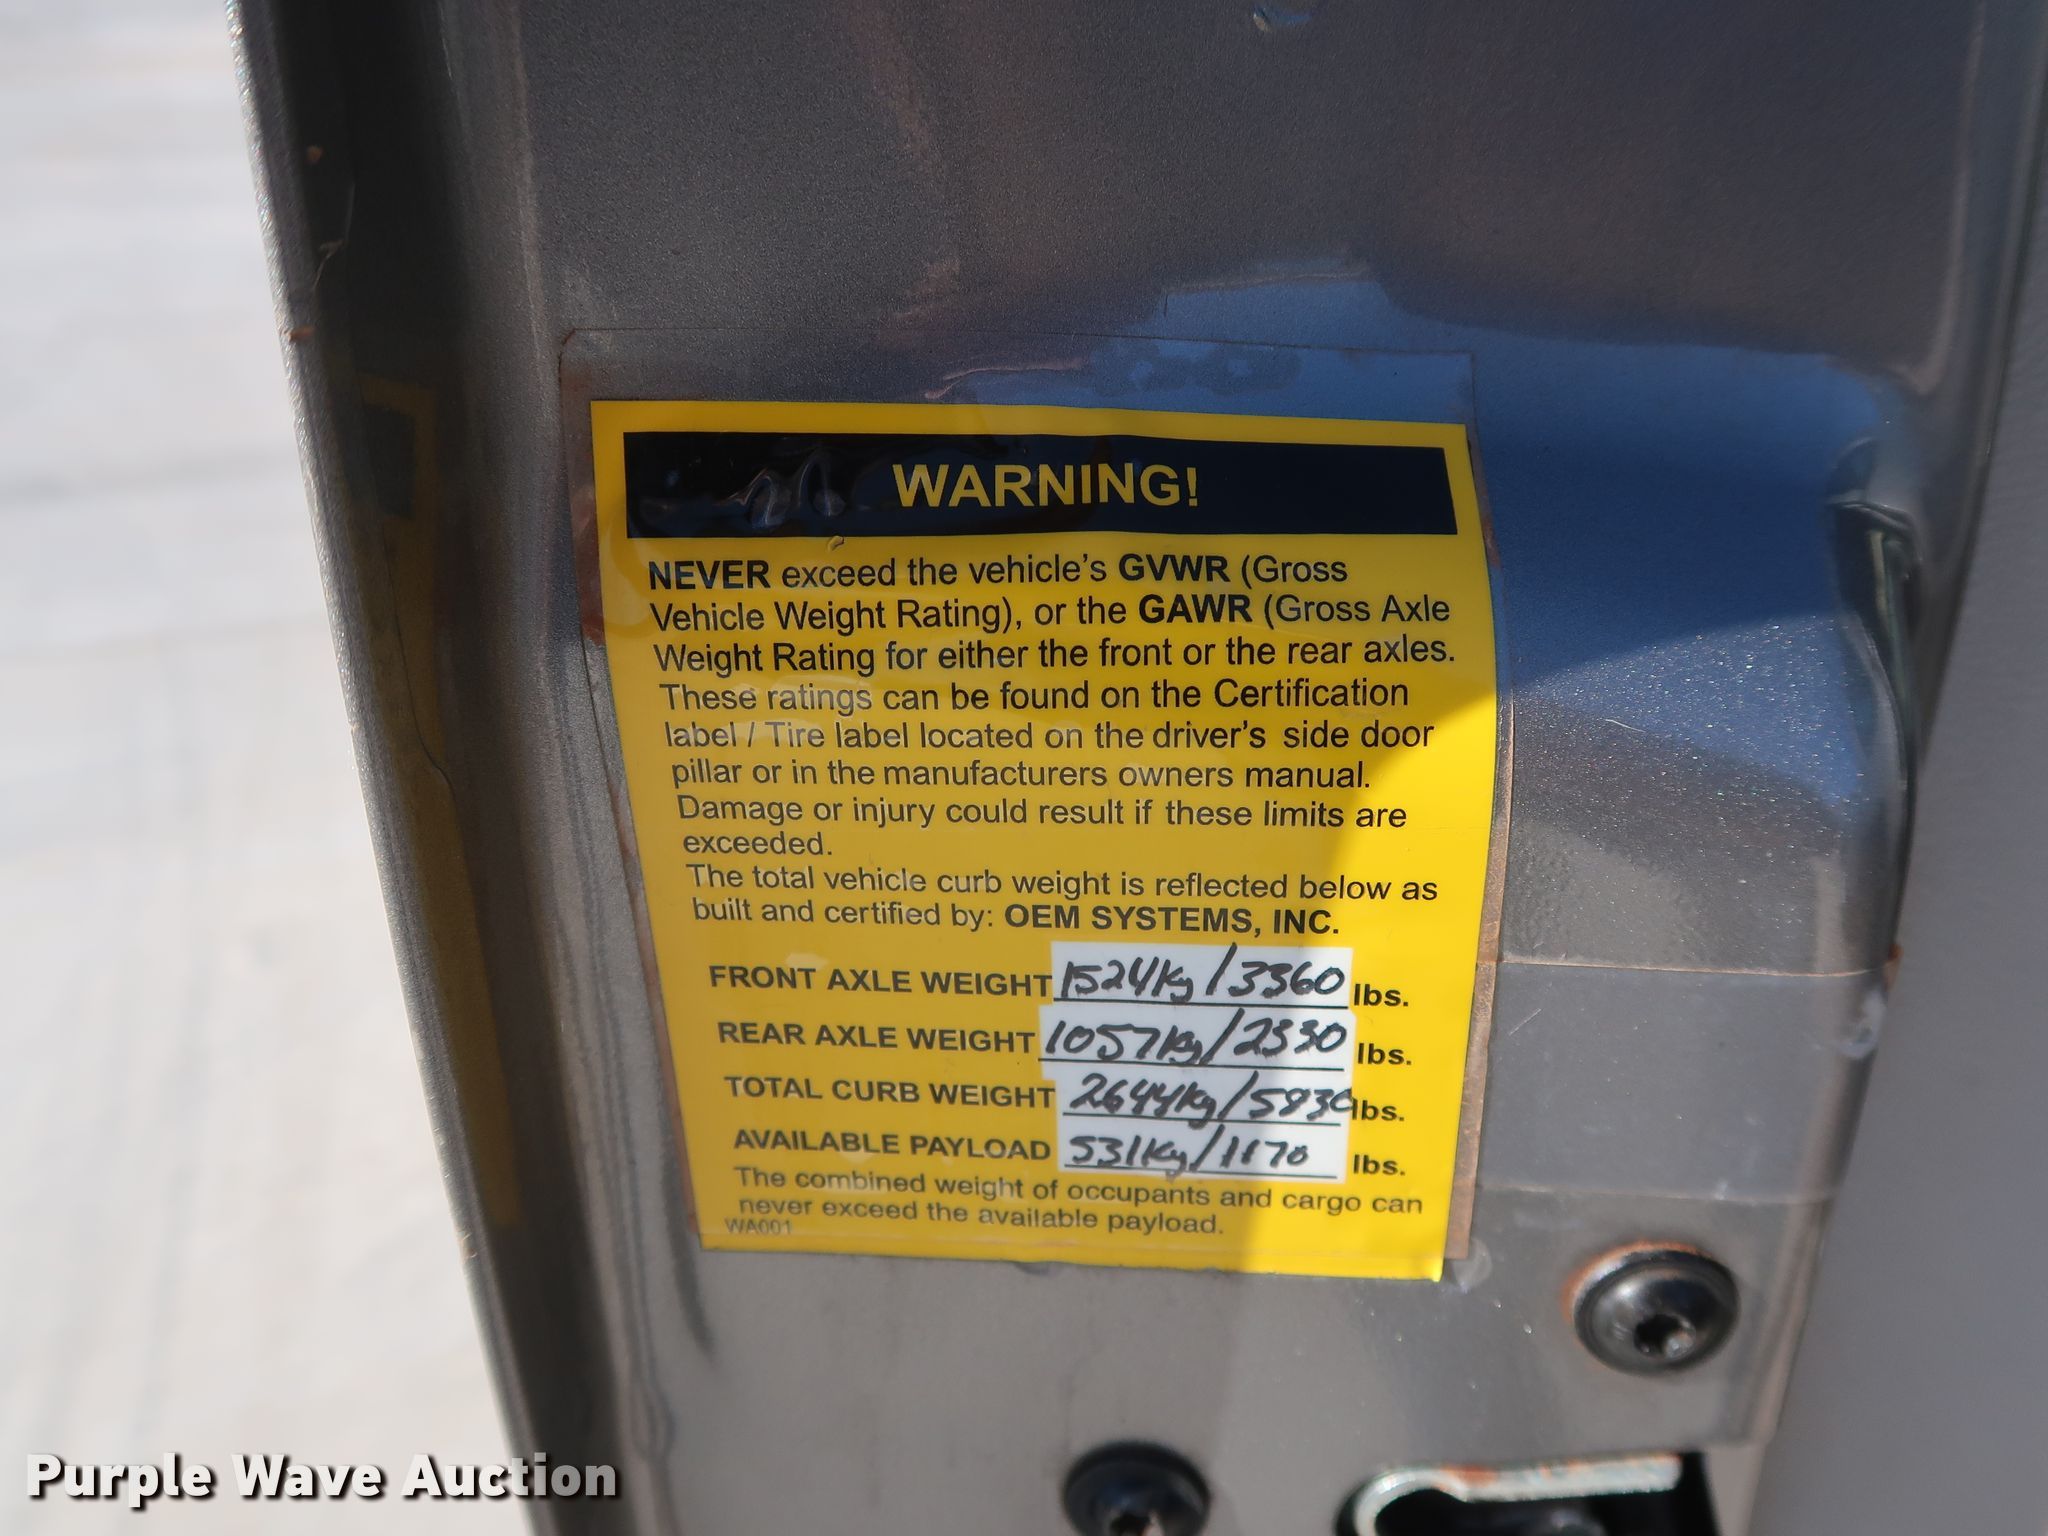 WARNING!
NEVER exceed the vehicle's GVWR (Gross
Vehicle Weight Rating), or the GAWR (Gross Axle
Weight Rating for either the front or the rear axles.
These ratings can be found on the Certification
label / Tire label located on the driver's side door
pillar or in the manufacturers owners manual.
Damage or injury could result if these limits are
exceeded.
The total vehicle curb weight is reflected below as
built and certified by: OEM SYSTEMS, INC.
FRONT AXLE WEIGHT 1524kg/3360 lbs.
REAR AXLE WEIGHT 1057kg/2330 lbs.
TOTAL CURB WEIGHT 2644kg/5830 lbs.
AVAILABLE PAYLOAD 531kg/1170 lbs.
The combined weight of occupants and cargo can
never exceed the available payload.
WA001
Purple Wave Auction